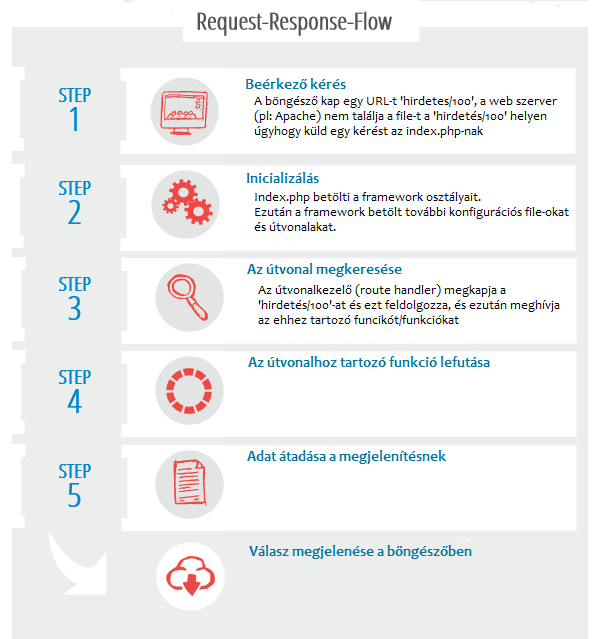 Request-Response-Flow
STEP
1
Beérkező kérés
A böngésző kap egy URL-t 'hirdetes/100', a web szerver
(pl: Apache) nem találja a file-t a 'hirdetés/100' helyen
úgyhogy küld egy kérést az index.php-nak
STEP
2
Inicializálás
Index.php betölti a framework osztályait.
Ezután a framework betölt további konfigurációs file-okat
és útvonalakat.
STEP
3
Az útvonal megkeresése
Az útvonalkezelő (route handler) megkapja a
'hirdetés/100'-at és ezt feldolgozza, és ezután meghívja
az ehhez tartozó funcikót/funkciókat
STEP
4
Az útvonalhoz tartozó funkció lefutása
STEP
5
Adat átadása a megjelenítésnek
Válasz megjelenése a böngészőben